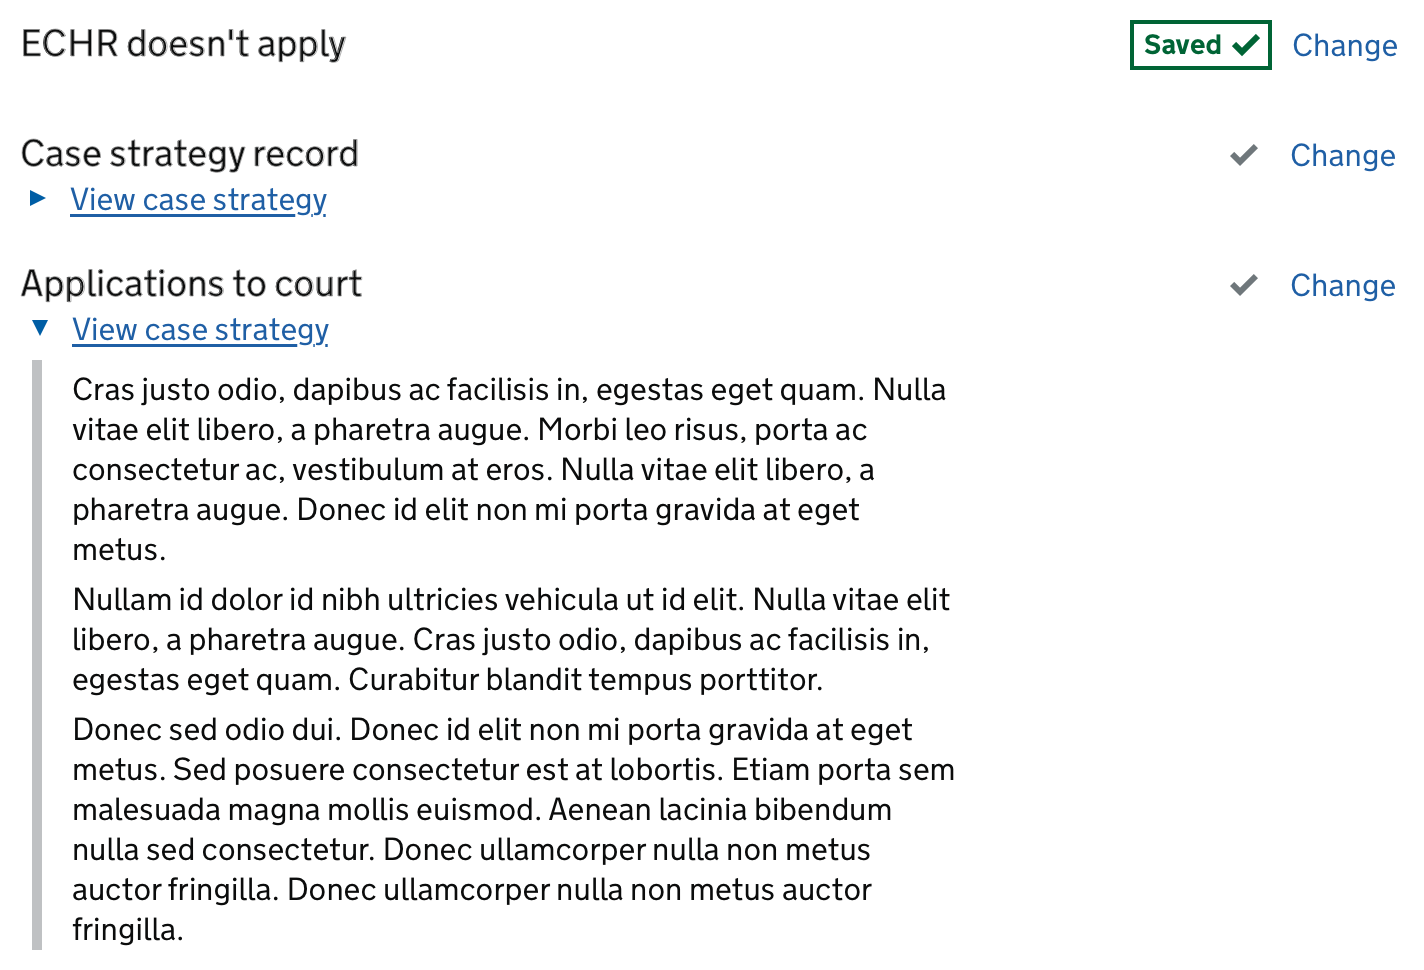 ECHR doesn't apply
Saved
Change
Case strategy record
Change
View case strategy
Applications to court
Change
View case strategy
Cras justo odio, dapibus ac facilisis in, egestas eget quam. Nulla
vitae elit libero, a pharetra augue. Morbi leo risus, porta ac
consectetur ac, vestibulum at eros. Nulla vitae elit libero, a
pharetra augue. Donec id elit non mi porta gravida at eget
metus.
Nullam id dolor id nibh ultricies vehicula ut id elit. Nulla vitae elit
libero, a pharetra augue. Cras justo odio, dapibus ac facilisis in,
egestas eget quam. Curabitur blandit tempus porttitor.
Donec sed odio dui. Donec id elit non mi porta gravida at eget
metus. Sed posuere consectetur est at lobortis. Etiam porta sem
malesuada magna mollis euismod. Aenean lacinia bibendum
nulla sed consectetur. Donec ullamcorper nulla non metus
auctor fringilla. Donec ullamcorper nulla non metus auctor
fringilla.